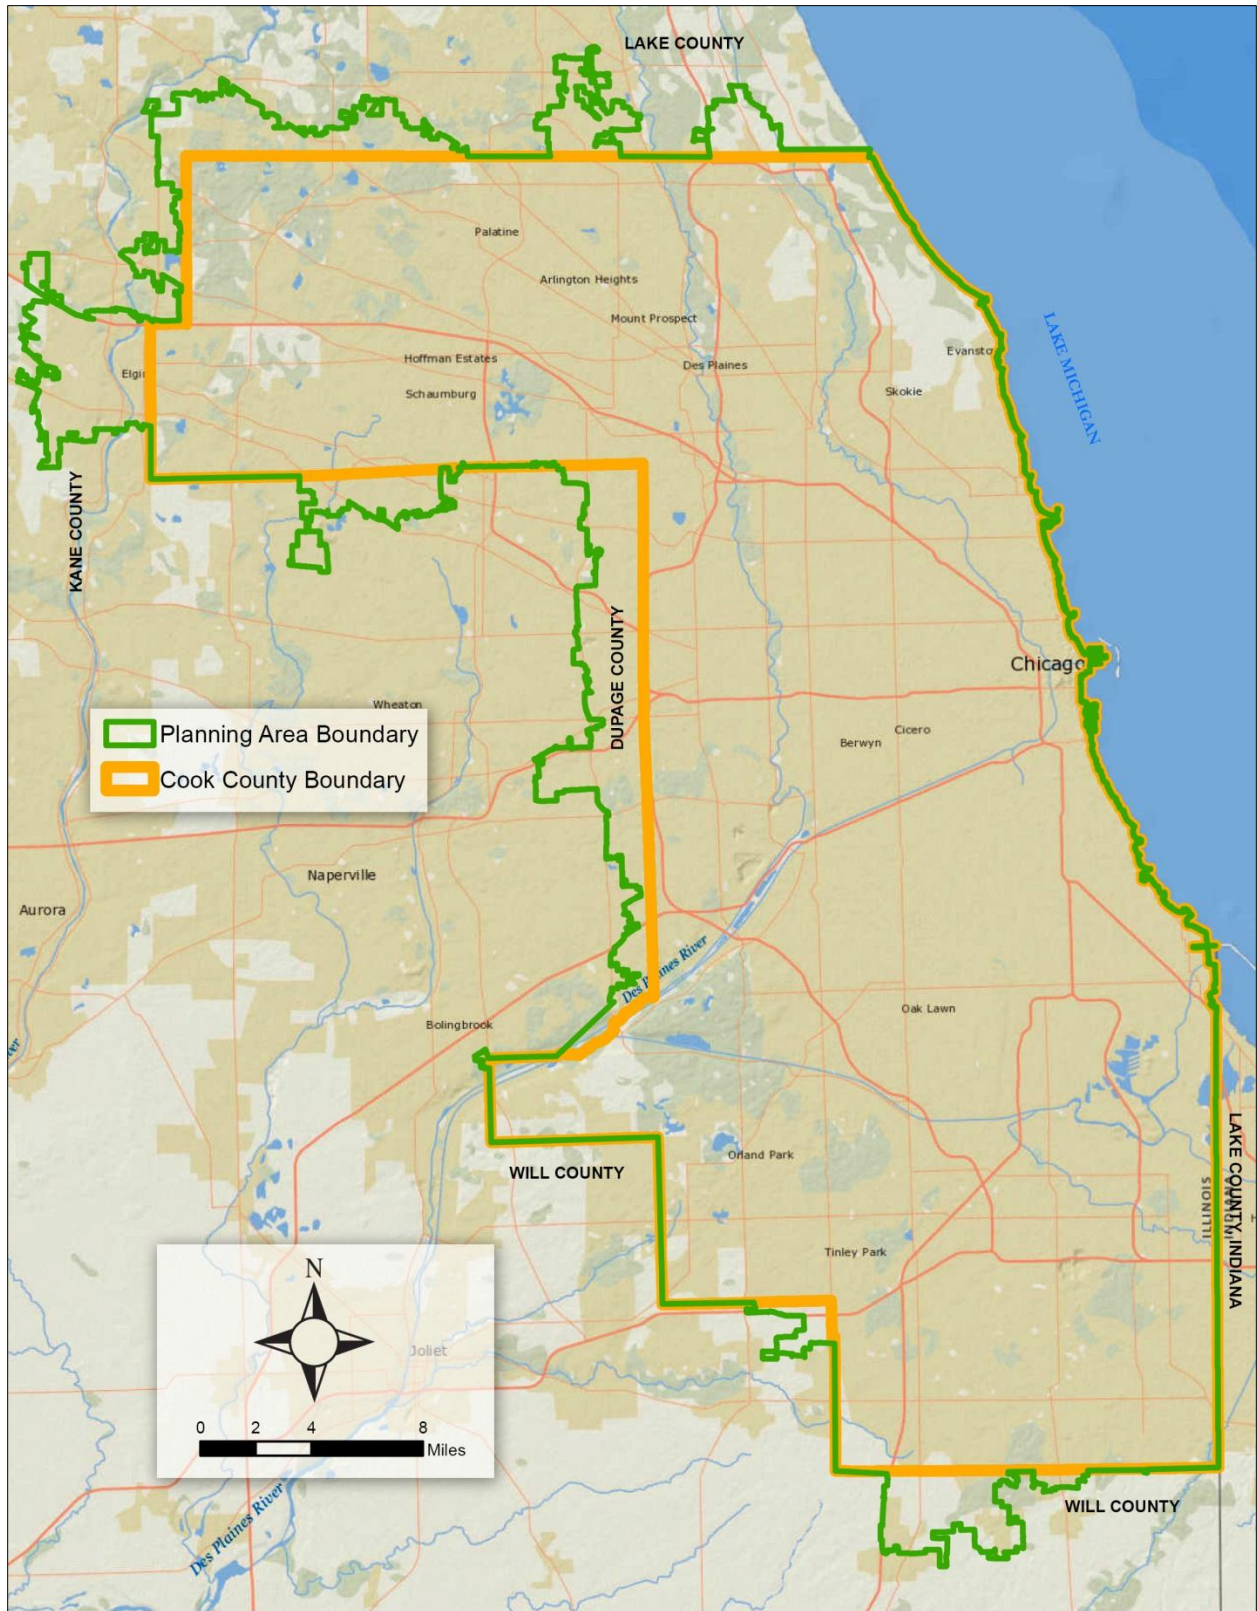 LAKE COUNTY
Palatine
Arlington Heights
Mount Prospect
LAKE MICHIGAN
Evansto
Hoffman Estates
Des Plaines
Elgin
Schaumburg
Skokie
KANE COUNTY
DUPAGE COUNTY
Chicago
Wheaton
Planning Area Boundary
Cicero
Berwyn
Cook County Boundary
Naperville
Aurora
Des Plaines River
Oak Lawn
Bolingbrook
ver
Orland Park
WILL COUNTY
ILLINOIS
LAKE COUNTY, INDIANA
Tinley Park
N
Joliet
0 2 4 8
Miles
WILL COUNTY
Des Plaines River